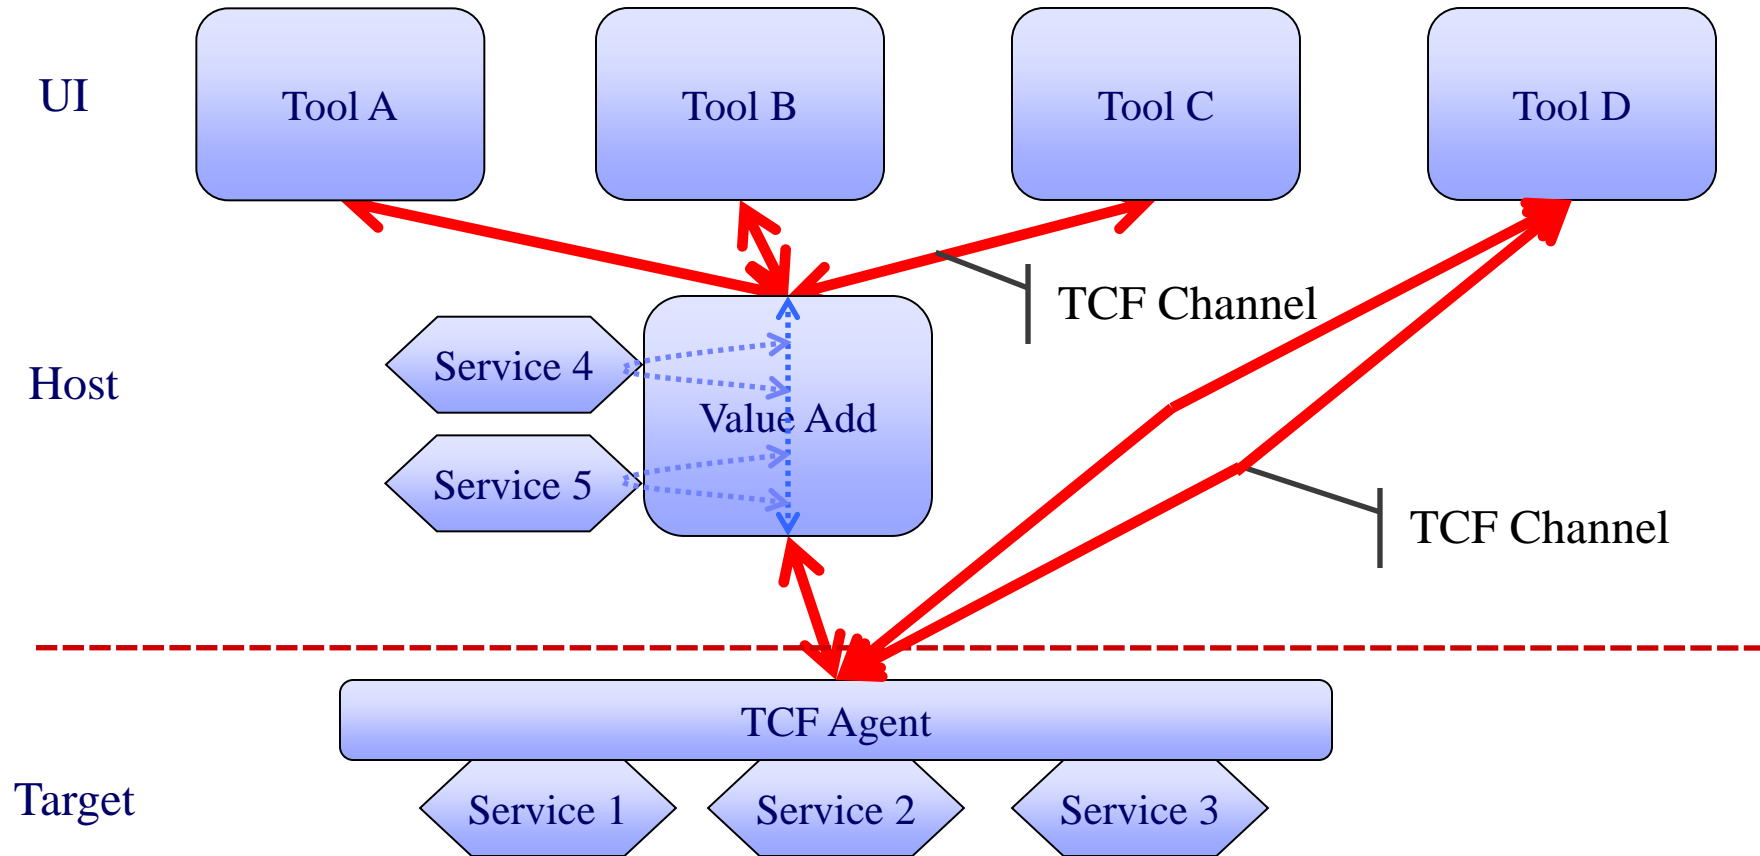 UI
Tool A
Tool B
Tool C
Tool D
TCF Channel
Host
Service 4
Value Add
Service 5
TCF Channel
TCF Agent
Target
Service 1
Service 2
Service 3